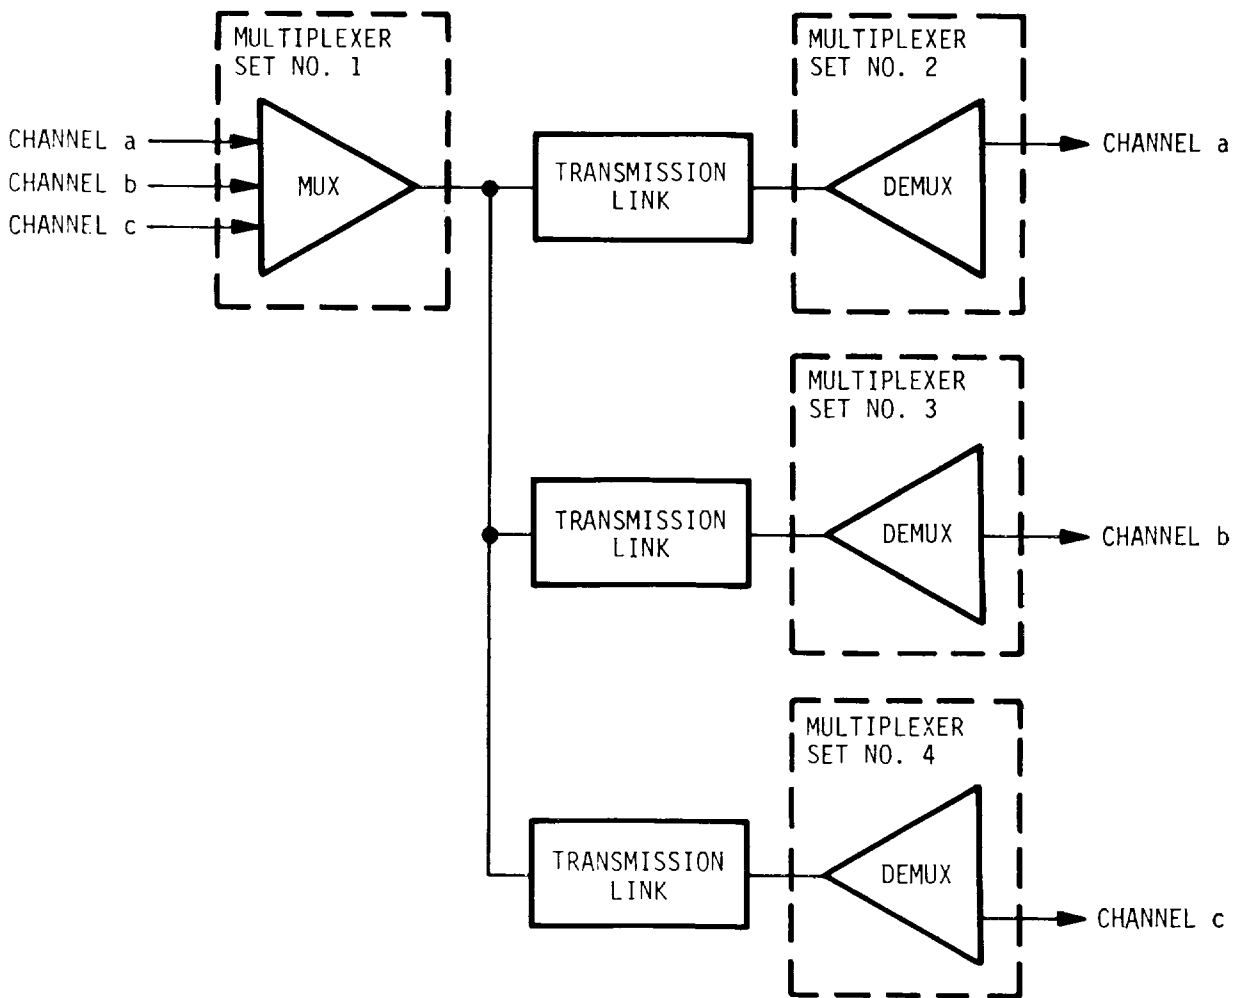 MULTIPLEXER
SET NO. 1
CHANNEL a
CHANNEL b
CHANNEL c
MUX
TRANSMISSION
LINK
MULTIPLEXER
SET NO. 2
DEMUX
CHANNEL a
TRANSMISSION
LINK
MULTIPLEXER
SET NO. 3
DEMUX
CHANNEL b
TRANSMISSION
LINK
MULTIPLEXER
SET NO. 4
DEMUX
CHANNEL c